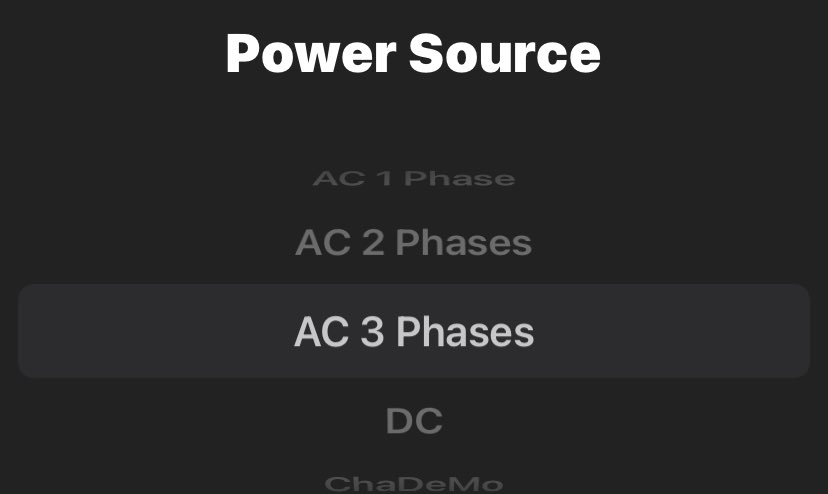 Power Source
AC 1 Phase
AC 2 Phases
AC 3 Phases
DC
ChaDeMo